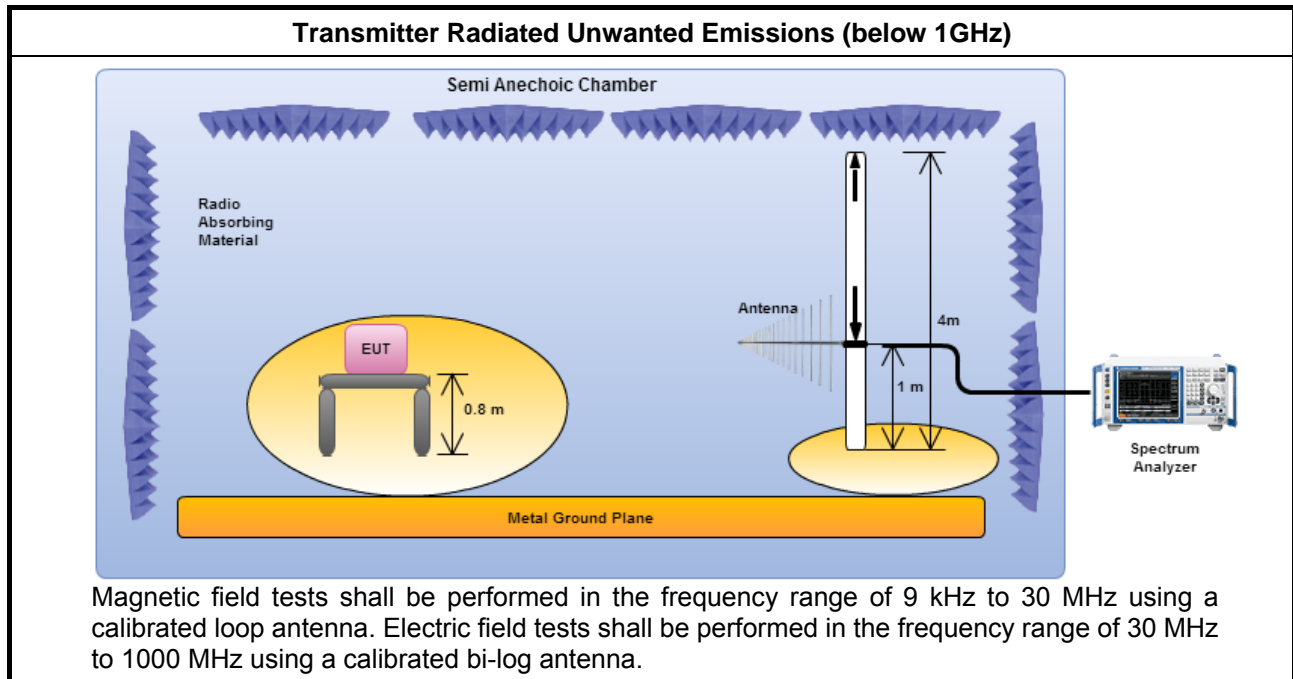 Transmitter Radiated Unwanted Emissions (below 1GHz)
Semi Anechoic Chamber
Radio
Absorbing
Material
Antenna
4m
EUT
1 m
0.8 m
Spectrum
Analyzer
Metal Ground Plane
Magnetic field tests shall be performed in the frequency range of 9 kHz to 30 MHz using a
calibrated loop antenna. Electric field tests shall be performed in the frequency range of 30 MHz
to 1000 MHz using a calibrated bi-log antenna.